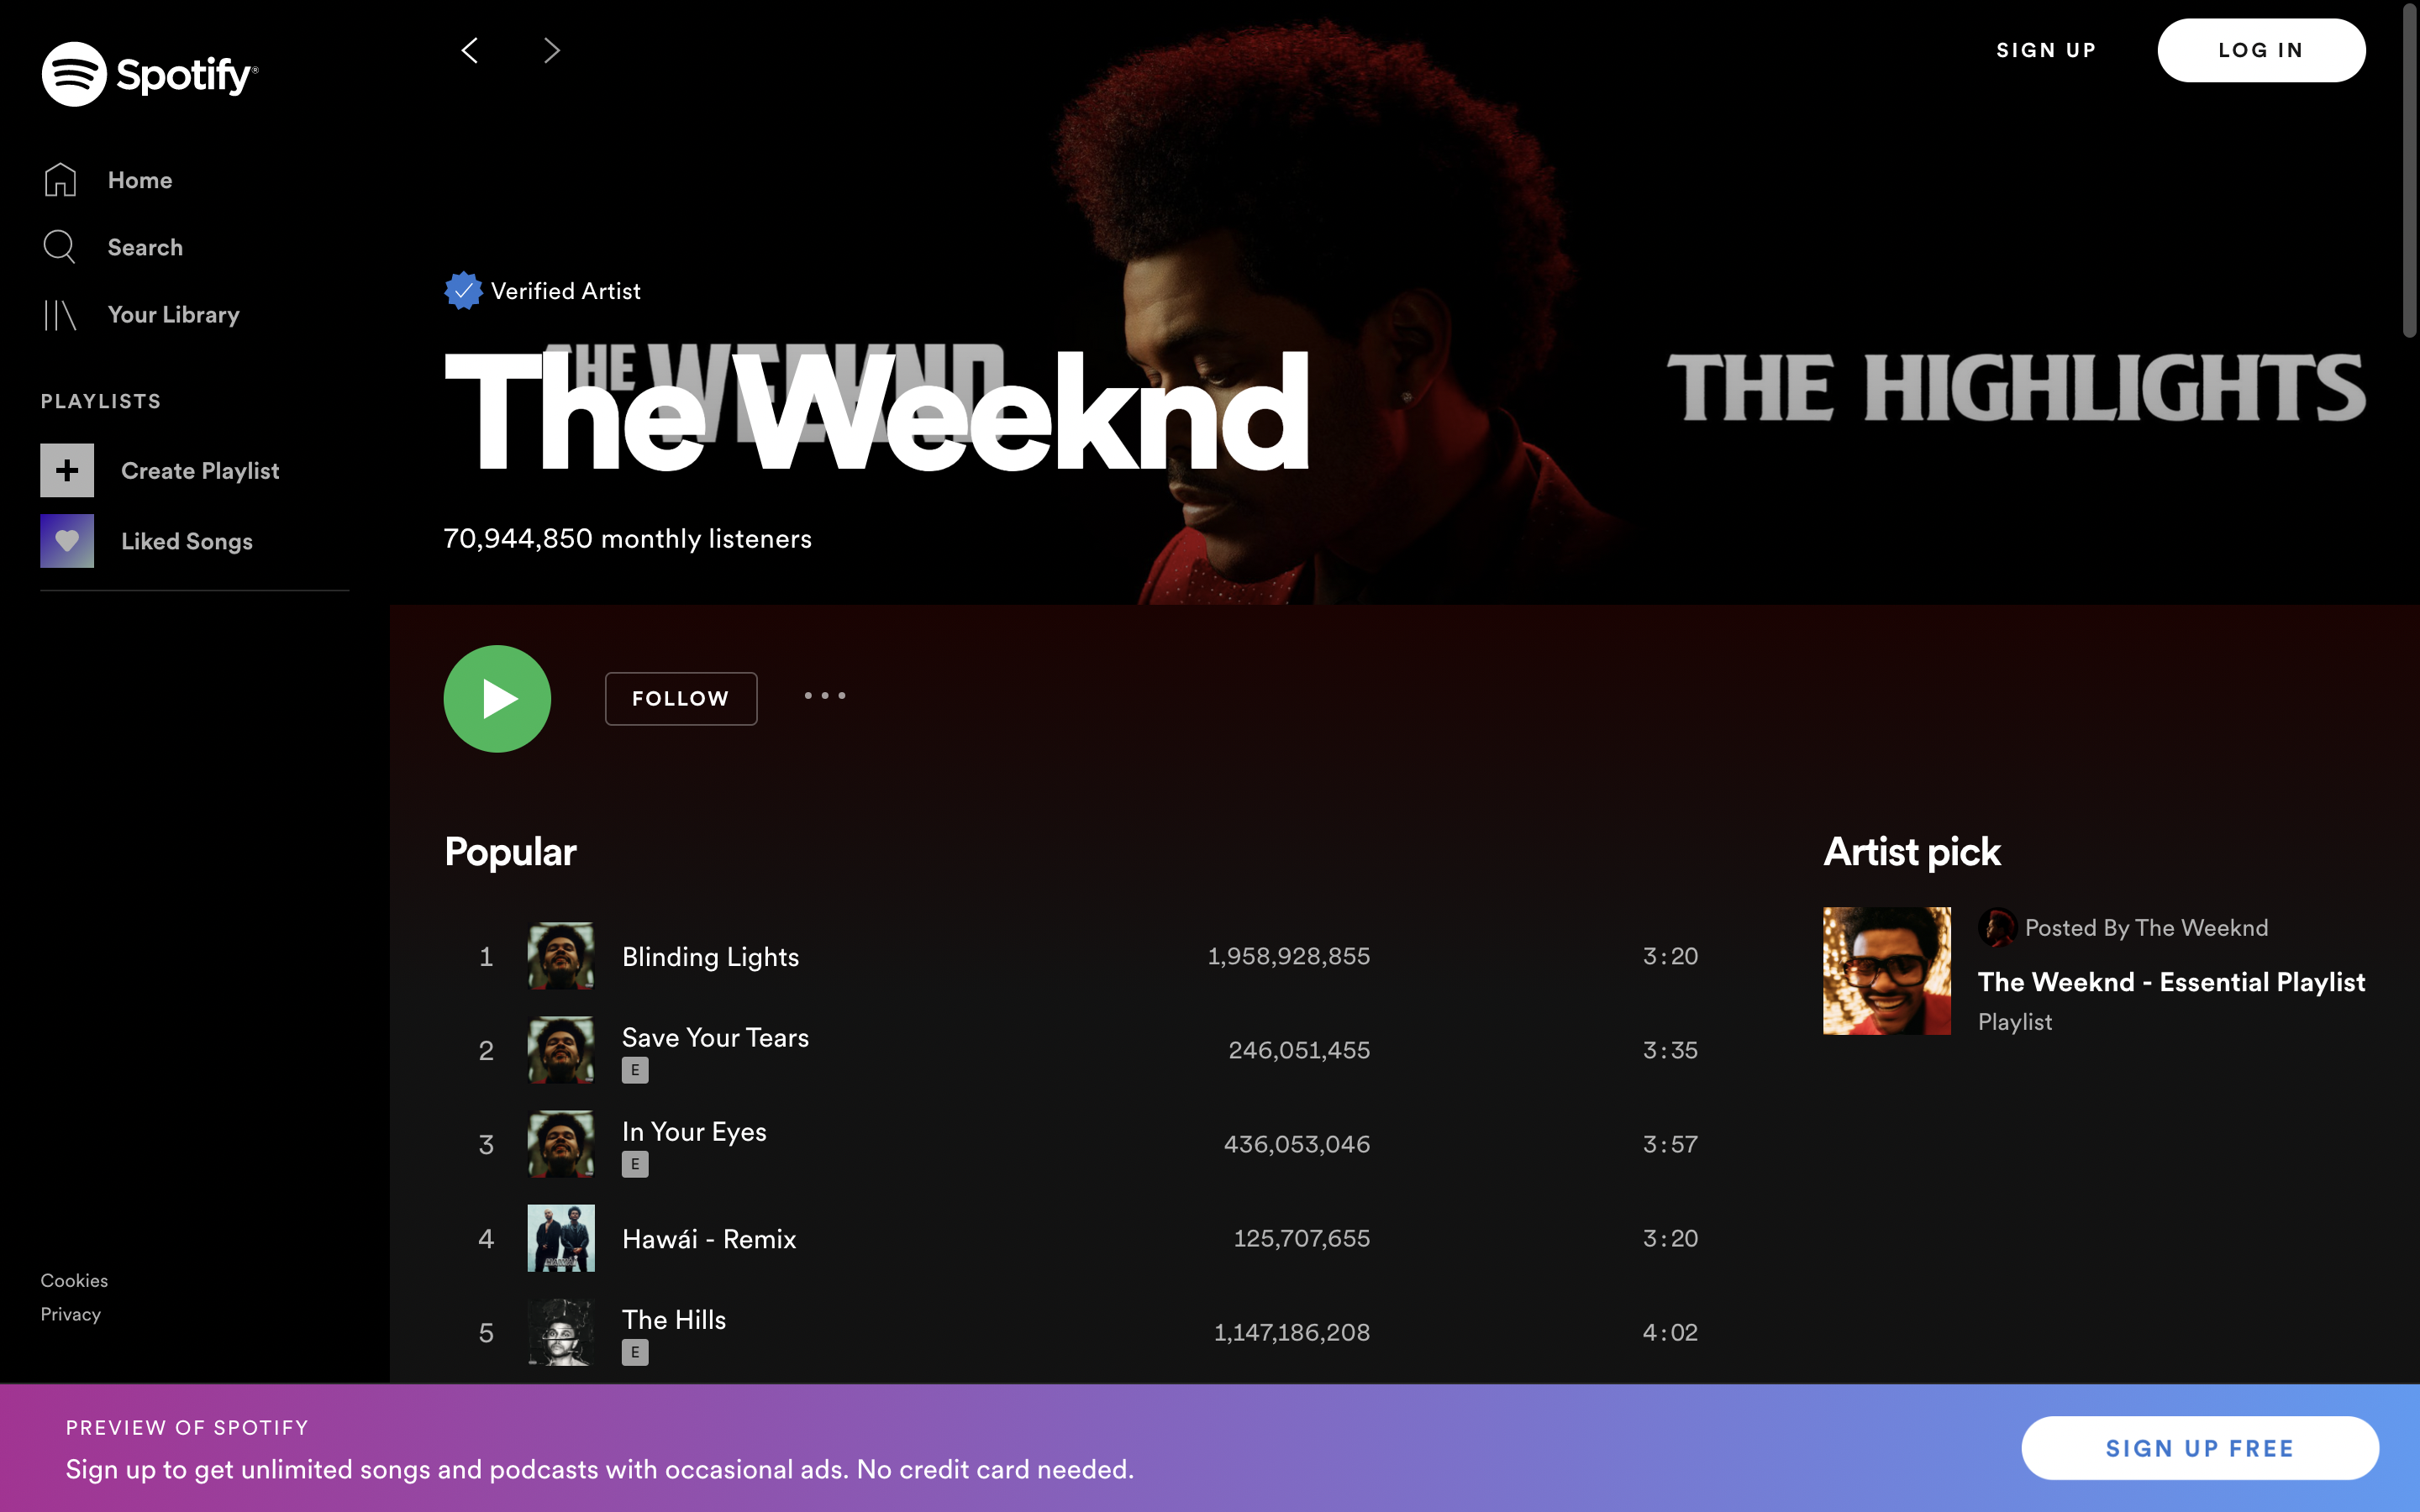 Spotify®
SIGN UP
LOG IN
Home
Search
Your Library
PLAYLISTS
Create Playlist
Liked Songs
Cookies
Privacy
Verified Artist
THE WEEKND
The Weeknd
THE HIGHLIGHTS
70,944,850 monthly listeners
FOLLOW
Popular
1 Blinding Lights 1,958,928,855 3:20
2 Save Your Tears 246,051,455 3:35
E
3 In Your Eyes 436,053,046 3:57
E
4 Hawái - Remix 125,707,655 3:20
5 The Hills 1,147,186,208 4:02
E
Artist pick
Posted By The Weeknd
The Weeknd - Essential Playlist
Playlist
PREVIEW OF SPOTIFY
Sign up to get unlimited songs and podcasts with occasional ads. No credit card needed.
SIGN UP FREE